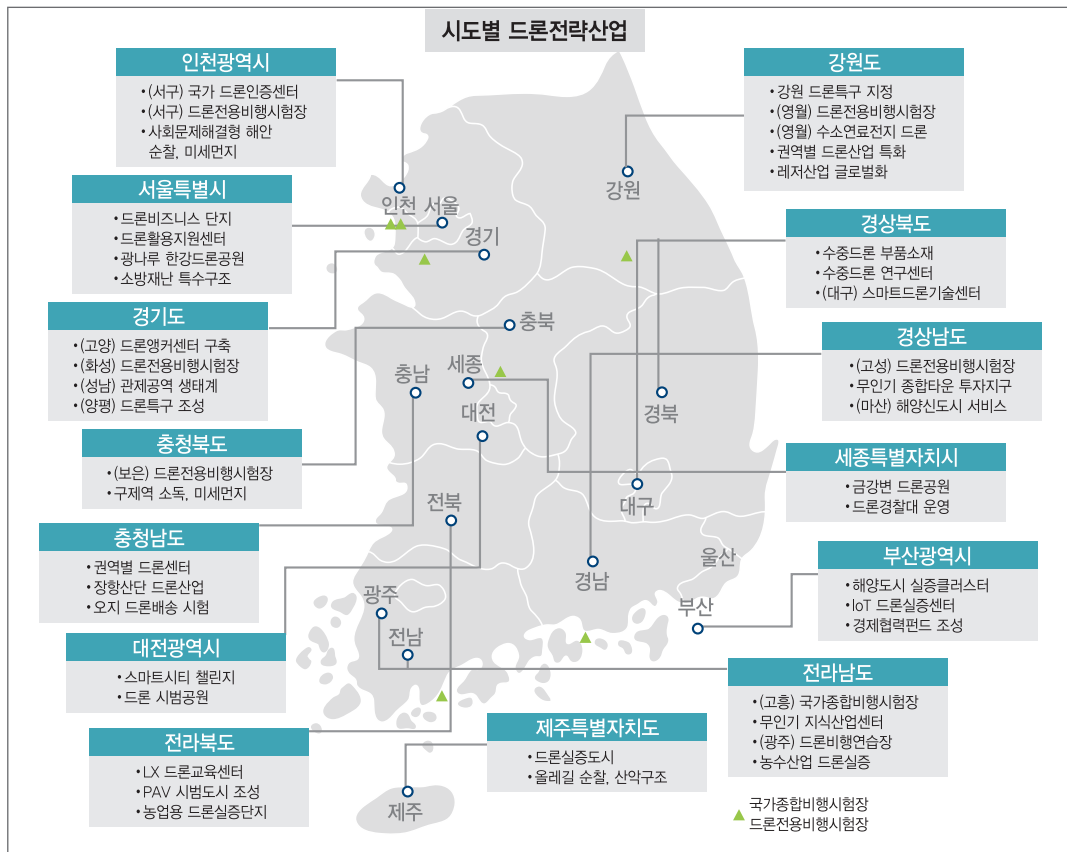 시도별 드론전략산업
인천광역시
• (서구) 국가 드론인증센터
• (서구) 드론전용비행시험장
• 사회문제해결형 해안
순찰, 미세먼지
서울특별시
• 드론비즈니스 단지
• 드론활용지원센터
• 광나루 한강드론공원
• 소방재난 특수구조
경기도
• (고양) 드론앵커센터 구축
• (화성) 드론전용비행시험장
• (성남) 관제공역 생태계
• (양평) 드론특구 조성
충청북도
• (보은) 드론전용비행시험장
• 구제역 소독, 미세먼지
충청남도
• 권역별 드론센터
• 장항산단 드론산업
• 오지 드론배송 시험
대전광역시
• 스마트시티 챌린지
• 드론 시범공원
전라북도
• LX 드론교육센터
• PAV 시범도시 조성
• 농업용 드론실증단지
인천 서울
경기
강원
충북
세종
충남
대전
경북
전북
대구
울산
경남
광주
부산
전남
제주
강원도
• 강원 드론특구 지정
• (영월) 드론전용비행시험장
• (영월) 수소연료전지 드론
• 권역별 드론산업 특화
• 레저산업 글로벌화
경상북도
• 수중드론 부품소재
• 수중드론 연구센터
• (대구) 스마트드론기술센터
경상남도
• (고성) 드론전용비행시험장
• 무인기 종합타운 투자지구
• (마산) 해양신도시 서비스
세종특별자치시
• 금강변 드론공원
• 드론경찰대 운영
부산광역시
• 해양도시 실증클러스터
• IoT 드론실증센터
• 경제협력펀드 조성
전라남도
• (고흥) 국가종합비행시험장
• 무인기 지식산업센터
• (광주) 드론비행연습장
• 농수산업 드론실증
제주특별자치도
• 드론실증도시
• 올레길 순찰, 산악구조
국가종합비행시험장
드론전용비행시험장